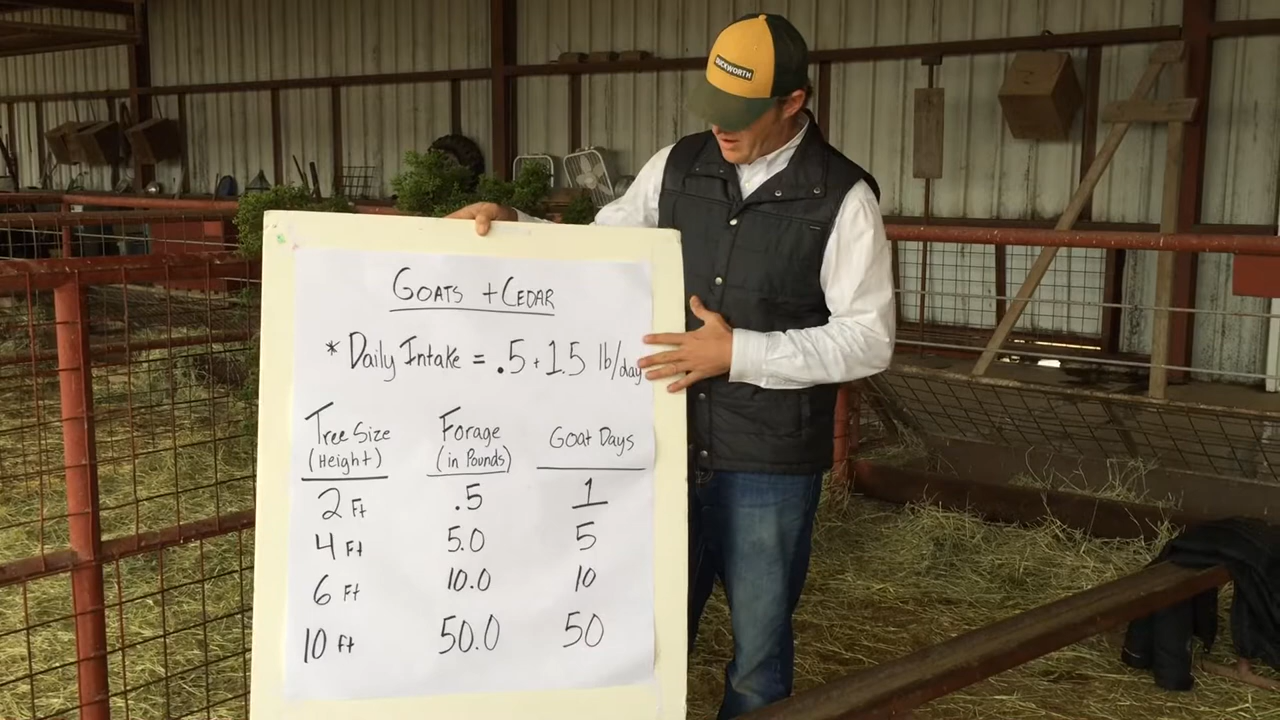 DUCKWORTH
GOATS + CEDAR
* Daily Intake = .5 + 1.5 lb/day
Tree Size Forage Goat Days
(Height) (in Pounds)
2 Ft .5 1
4 Ft 5.0 5
6 Ft 10.0 10
10 Ft 50.0 50